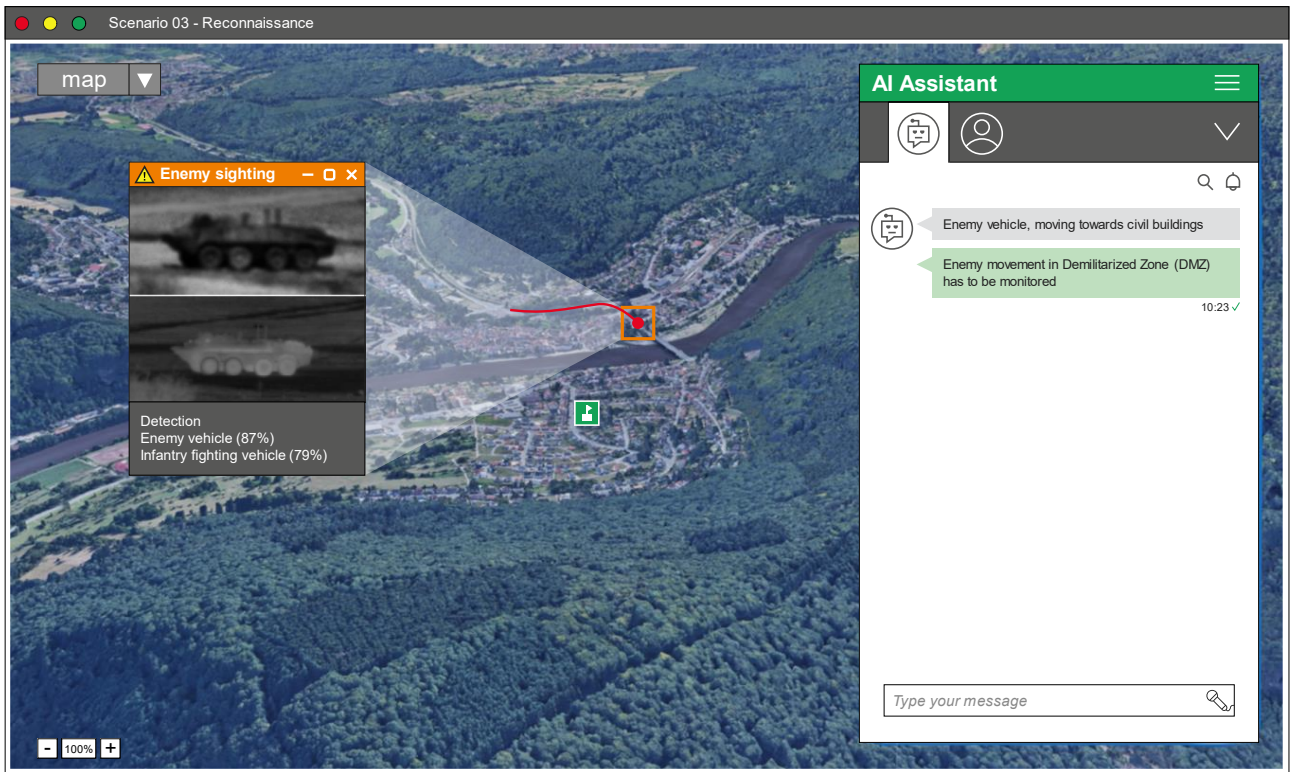 Scenario 03 - Reconnaissance
map
AI Assistant
Enemy sighting
Detection
Enemy vehicle (87%)
Infantry fighting vehicle (79%)
Enemy vehicle, moving towards civil buildings
Enemy movement in Demilitarized Zone (DMZ)
has to be monitored
10:23
Type your message
- 100% +